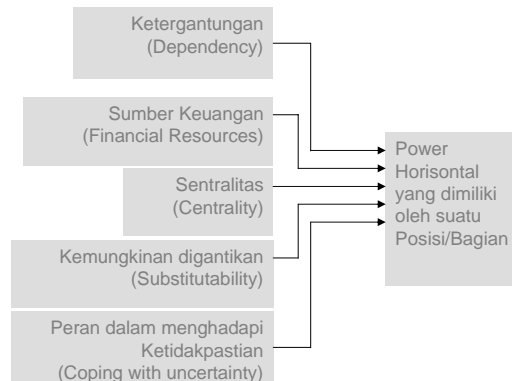 Ketergantungan
(Dependency)
Sumber Keuangan
(Financial Resources)
Sentralitas
(Centrality)
Kemungkinan digantikan
(Substitutability)
Peran dalam menghadapi
Ketidakpastian
(Coping with uncertainty)
Power
Horisontal
yang dimiliki
oleh suatu
Posisi/Bagian